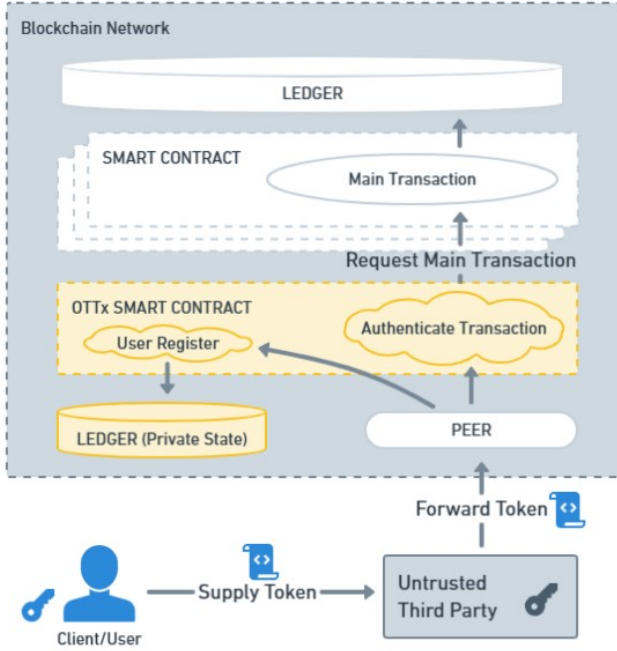 Blockchain Network
LEDGER
SMART CONTRACT
Main Transaction
Request Main Transaction
OTTx SMART CONTRACT
User Register
Authenticate Transaction
LEDGER (Private State)
PEER
Forward Token
Supply Token
Untrusted
Third Party
Client/User